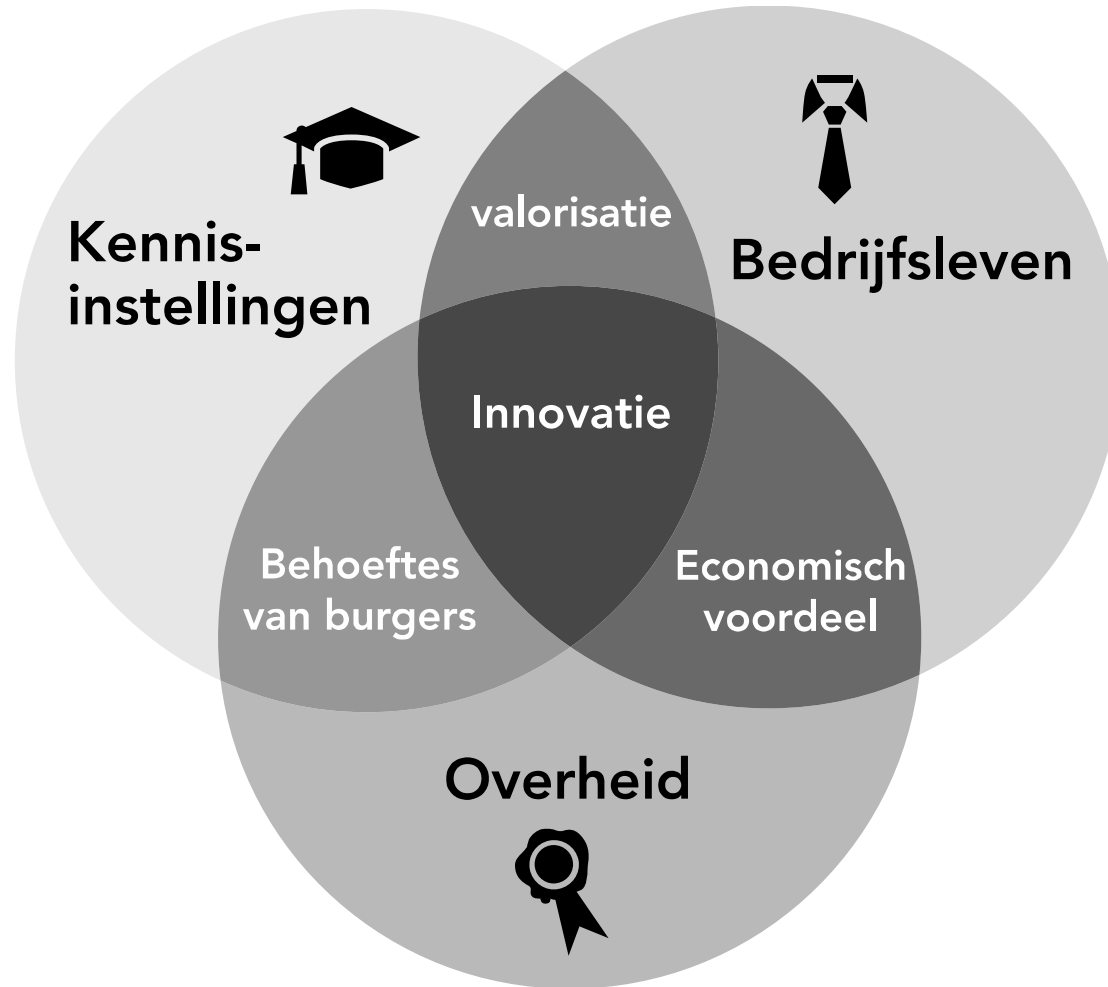 valorisatie
Kennis-
instellingen
Bedrijfsleven
Innovatie
Behoeftes
van burgers
Economisch
voordeel
Overheid